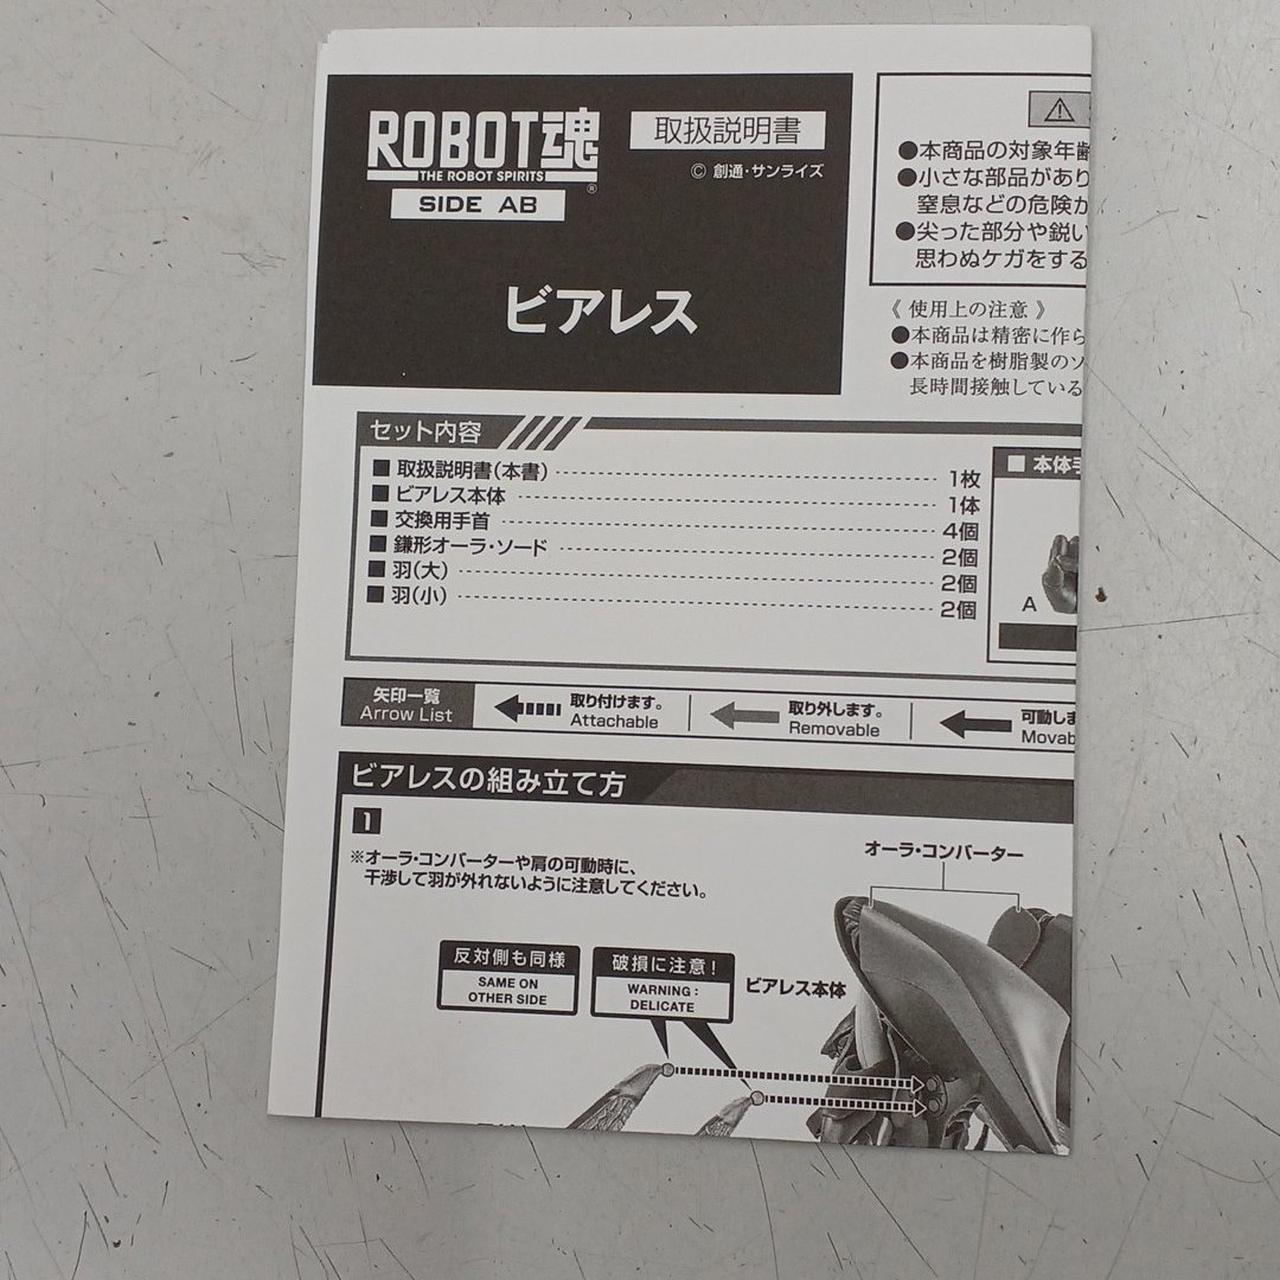 ROBOT魂
THE ROBOT SPIRITS
®
SIDE AB
取扱説明書
© 創通・サンライズ
ビアレス
⚠
●本商品の対象年齢
●小さな部品があり
窒息などの危険か
●尖った部分や鋭い
思わぬケガをする
《 使用上の注意 》
●本商品は精密に作ら
●本商品を樹脂製のソ
長時間接触している
セット内容
■ 取扱説明書(本書) 1枚
■ ビアレス本体 1体
■ 交換用手首 4個
■ 鎌形オーラ・ソード 2個
■ 羽(大) 2個
■ 羽(小) 2個
■ 本体手
A
矢印一覧
Arrow List
取り付けます。
Attachable
取り外します。
Removable
可動しま
Movab
ビアレスの組み立て方
1
※オーラ・コンバーターや肩の可動時に、
干渉して羽が外れないように注意してください。
オーラ・コンバーター
反対側も同様
SAME ON
OTHER SIDE
破損に注意!
WARNING:
DELICATE
ビアレス本体